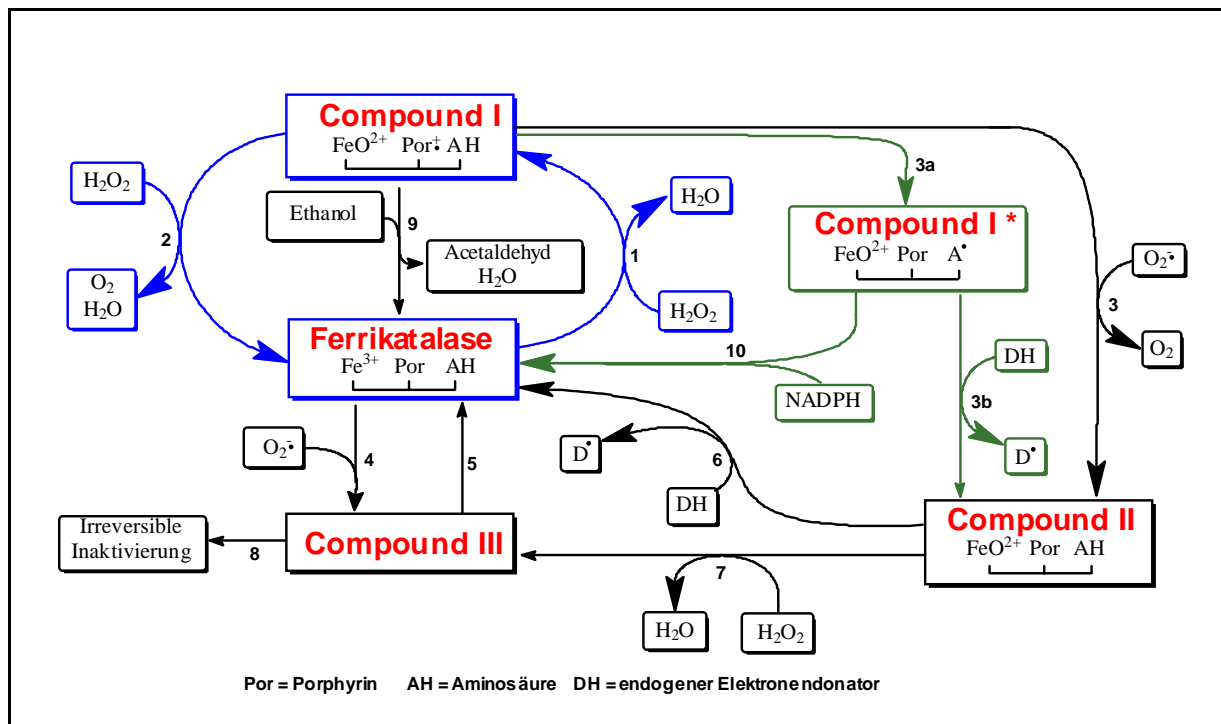 Compound I
FeO²⁺ Por•⁺ AH
3a
H₂O₂
2
O₂
H₂O
Ethanol
9
Acetaldehyd
H₂O
H₂O
1
H₂O₂
Compound I *
FeO²⁺ Por A•
O₂•⁻
3
O₂
Ferrikatalase
Fe³⁺ Por AH
10
NADPH
DH
3b
D•
O₂•⁻
4
5
D•
6
DH
Irreversible
Inaktivierung
8
Compound III
7
H₂O
H₂O₂
Compound II
FeO²⁺ Por AH
Por = Porphyrin AH = Aminosäure DH = endogener Elektronendonator